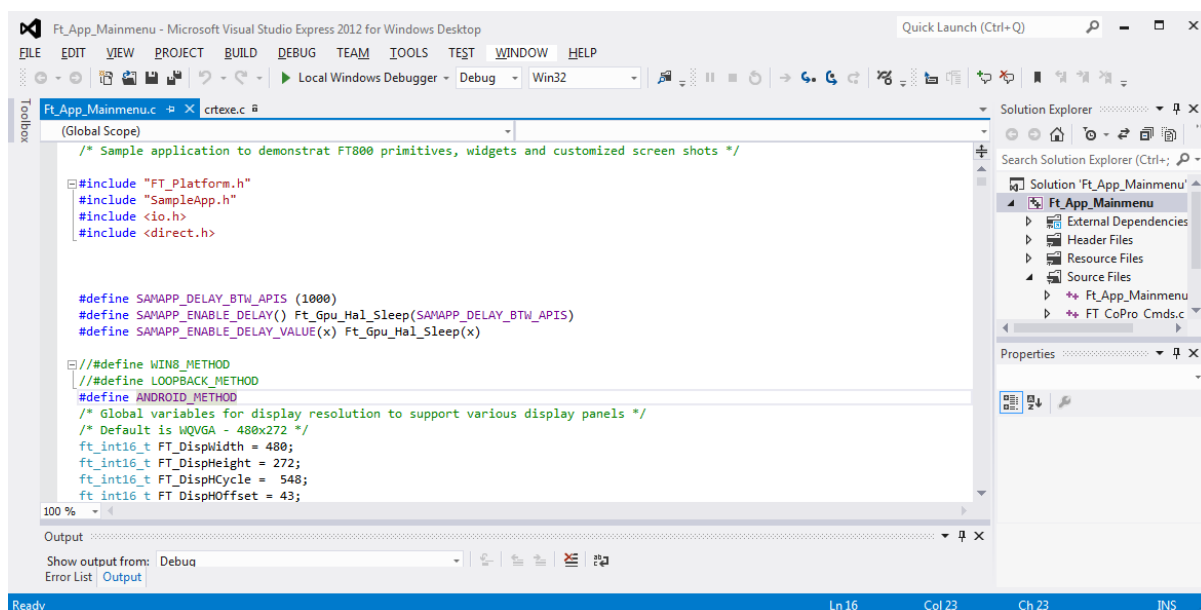 Ft_App_Mainmenu - Microsoft Visual Studio Express 2012 for Windows Desktop
Quick Launch (Ctrl+Q)
FILE EDIT VIEW PROJECT BUILD DEBUG TEAM TOOLS TEST WINDOW HELP
Local Windows Debugger Debug Win32
Toolbox
Ft_App_Mainmenu.c crtexe.c
(Global Scope)
/* Sample application to demonstrat FT800 primitives, widgets and customized screen shots */
#include "FT_Platform.h"
#include "SampleApp.h"
#include <io.h>
#include <direct.h>
#define SAMAPP_DELAY_BTW_APIS (1000)
#define SAMAPP_ENABLE_DELAY() Ft_Gpu_Hal_Sleep(SAMAPP_DELAY_BTW_APIS)
#define SAMAPP_ENABLE_DELAY_VALUE(x) Ft_Gpu_Hal_Sleep(x)
//#define WIN8_METHOD
//#define LOOPBACK_METHOD
#define ANDROID_METHOD
/* Global variables for display resolution to support various display panels */
/* Default is WQVGA - 480x272 */
ft_int16_t FT_DispWidth = 480;
ft_int16_t FT_DispHeight = 272;
ft_int16_t FT_DispHCycle =  548;
ft_int16_t FT_DispHOffset = 43;
100 %
Output
Show output from: Debug
Error List Output
Solution Explorer
Search Solution Explorer (Ctrl+;
Solution 'Ft_App_Mainmenu'
Ft_App_Mainmenu
External Dependencies
Header Files
Resource Files
Source Files
Ft_App_Mainmenu
FT_CoPro_Cmds.c
Properties
Ready Ln 16 Col 23 Ch 23 INS